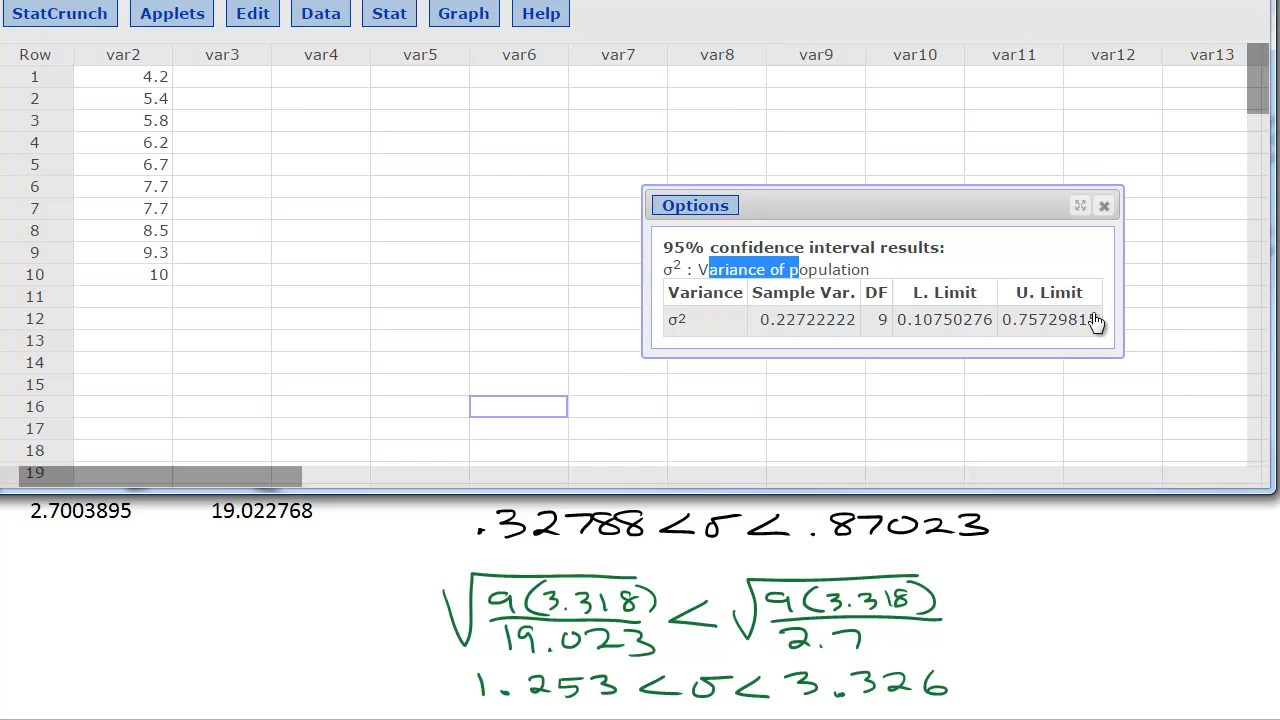 StatCrunch Applets Edit Data Stat Graph Help
Row var2 var3 var4 var5 var6 var7 var8 var9 var10 var11 var12 var13
1 4.2
2 5.4
3 5.8
4 6.2
5 6.7
6 7.7
7 7.7
8 8.5
9 9.3
10 10
11
12
13
14
15
16
17
18
19
Options
95% confidence interval results:
σ² : Variance of population
Variance Sample Var. DF L. Limit U. Limit
σ² 0.22722222 9 0.10750276 0.7572981
2.7003895 19.022768
.32788 < σ < .87023
√(9(3.318)/19.023) < √(9(3.318)/2.7)
1.253 < σ < 3.326